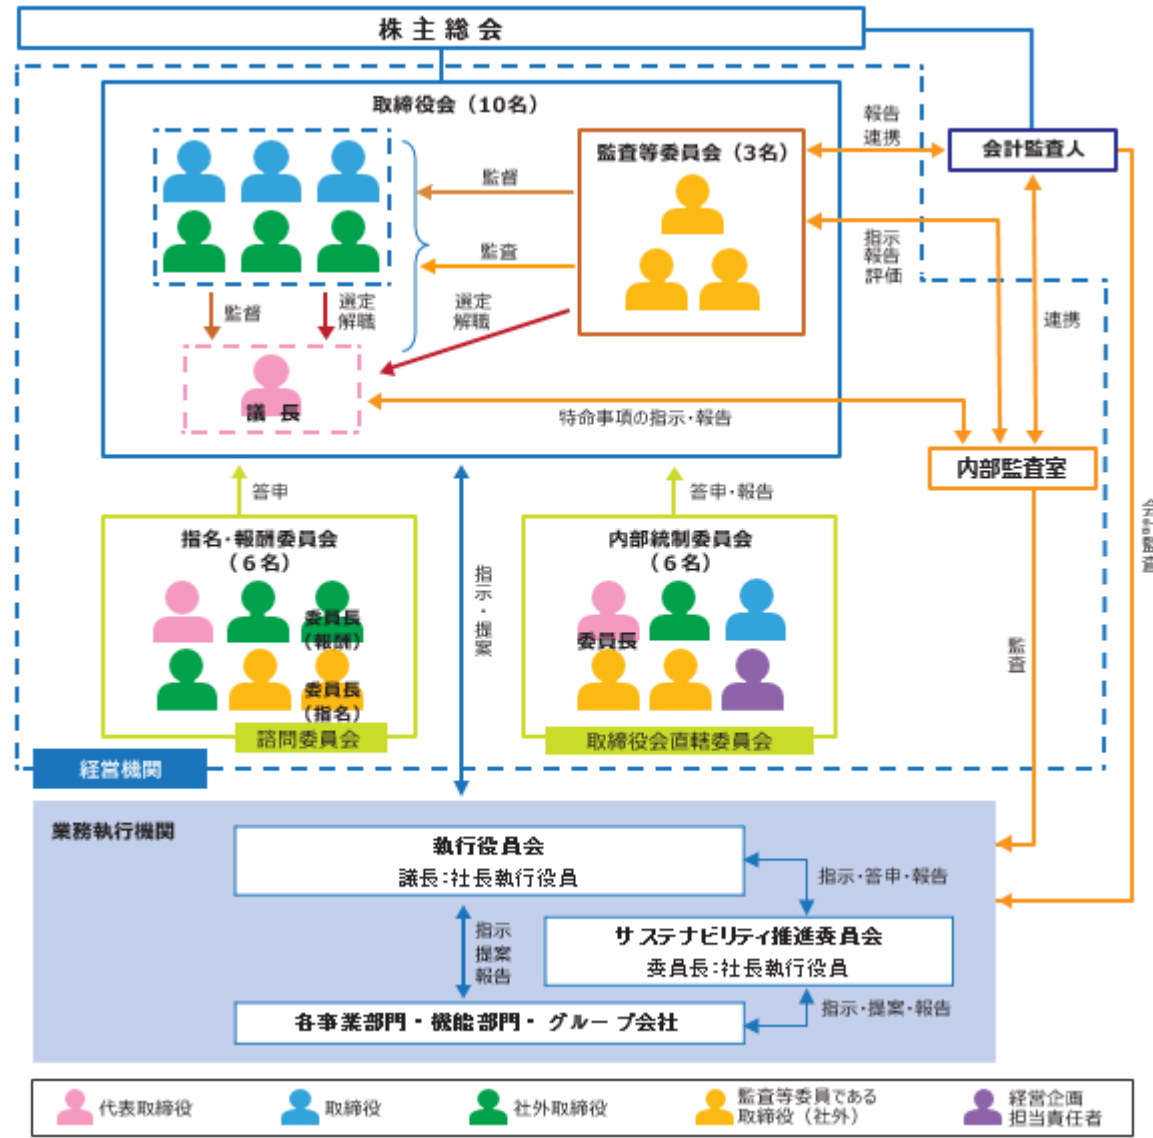 株主総会
取締役会（10名）
監査等委員会（3名）
報告
連携
会計監査人
監督
監査
指示
報告
評価
監督
選定
解職
選定
解職
連携
議 長
特命事項の指示・報告
内部監査室
答申
答申・報告
会計監査
指名・報酬委員会
（6名）
内部統制委員会
（6名）
指示・提案
委員長
（報酬）
委員長
監査
委員長
（指名）
諮問委員会
取締役会直轄委員会
経営機関
業務執行機関
執行役員会
議長：社長執行役員
指示・答申・報告
指示
提案
報告
サステナビリティ推進委員会
委員長：社長執行役員
各事業部門・機能部門・グループ会社
指示・提案・報告
代表取締役
取締役
社外取締役
監査等委員である
取締役（社外）
経営企画
担当責任者